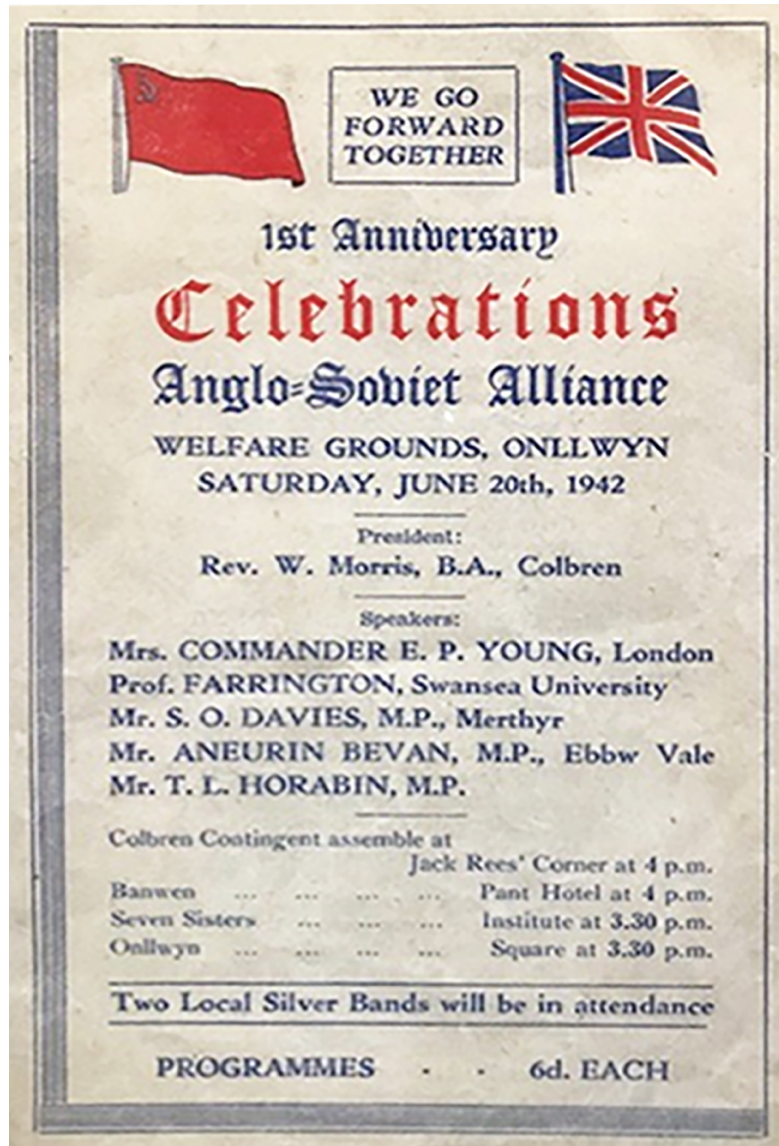 WE GO
FORWARD
TOGETHER
1st Anniversary
Celebrations
Anglo=Soviet Alliance
WELFARE GROUNDS, ONLLWYN
SATURDAY, JUNE 20th, 1942
President:
Rev. W. Morris, B.A., Colbren
Speakers:
Mrs. COMMANDER E. P. YOUNG, London
Prof. FARRINGTON, Swansea University
Mr. S. O. DAVIES, M.P., Merthyr
Mr. ANEURIN BEVAN, M.P., Ebbw Vale
Mr. T. L. HORABIN, M.P.
Colbren Contingent assemble at
Jack Rees' Corner at 4 p.m.
Banwen ... ... ... ... Pant Hotel at 4 p.m.
Seven Sisters ... ... ... Institute at 3.30 p.m.
Onllwyn ... ... ... ... Square at 3.30 p.m.
Two Local Silver Bands will be in attendance
PROGRAMMES - - 6d. EACH